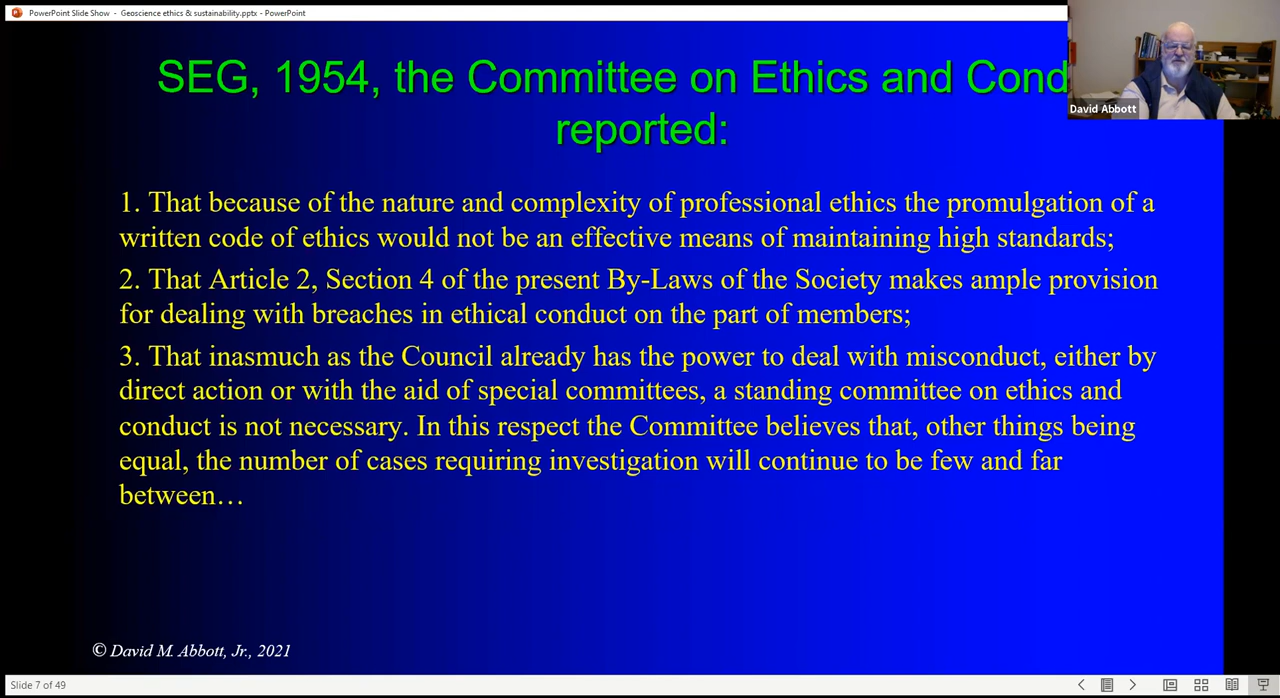 PowerPoint Slide Show - Geoscience ethics & sustainability.pptx - PowerPoint
SEG, 1954, the Committee on Ethics and Cond
reported:
David Abbott
1. That because of the nature and complexity of professional ethics the promulgation of a
written code of ethics would not be an effective means of maintaining high standards;
2. That Article 2, Section 4 of the present By-Laws of the Society makes ample provision
for dealing with breaches in ethical conduct on the part of members;
3. That inasmuch as the Council already has the power to deal with misconduct, either by
direct action or with the aid of special committees, a standing committee on ethics and
conduct is not necessary. In this respect the Committee believes that, other things being
equal, the number of cases requiring investigation will continue to be few and far
between…
© David M. Abbott, Jr., 2021
Slide 7 of 49